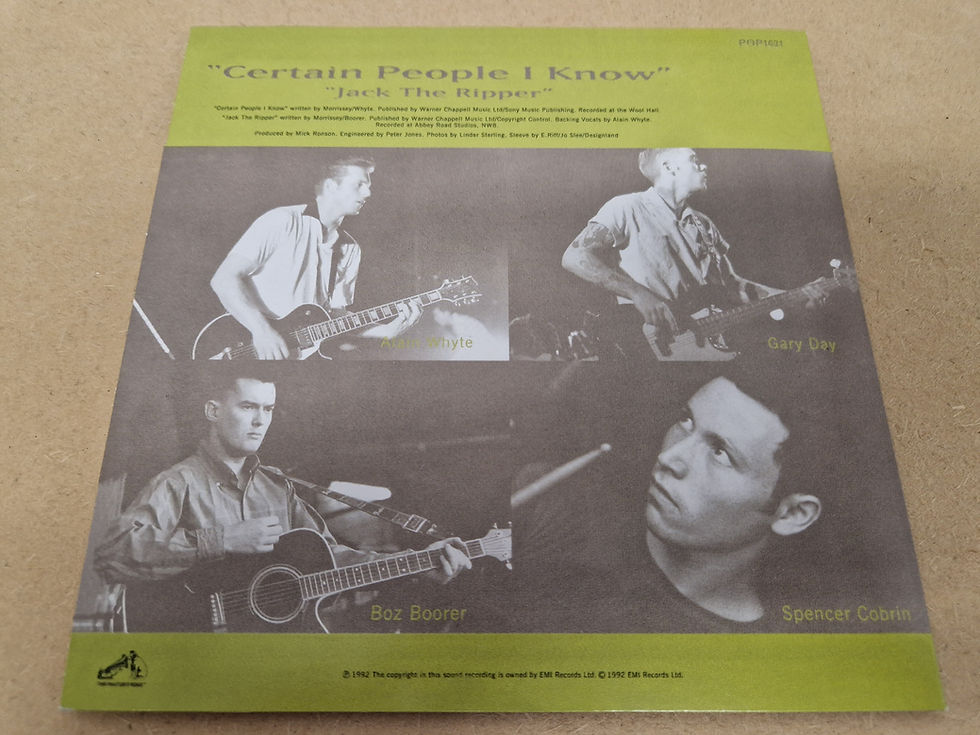 POP1631
"Certain People I Know"
"Jack The Ripper"
"Certain People I Know" written by Morrissey/Whyte. Published by Warner Chappell Music Ltd/Sony Music Publishing. Recorded at the Wool Hall.
"Jack The Ripper" written by Morrissey/Boorer. Published by Warner Chappell Music Ltd/Copyright Control. Backing Vocals by Alain Whyte.
Recorded at Abbey Road Studios, NW8.
Produced by Mick Ronson. Engineered by Peter Jones. Photos by Linder Sterling. Sleeve by E.Riff/Jo Slee/Designland
Alain Whyte
Gary Day
Boz Boorer
Spencer Cobrin
HIS MASTER'S VOICE
℗ 1992 The copyright in this sound recording is owned by EMI Records Ltd. © 1992 EMI Records Ltd.